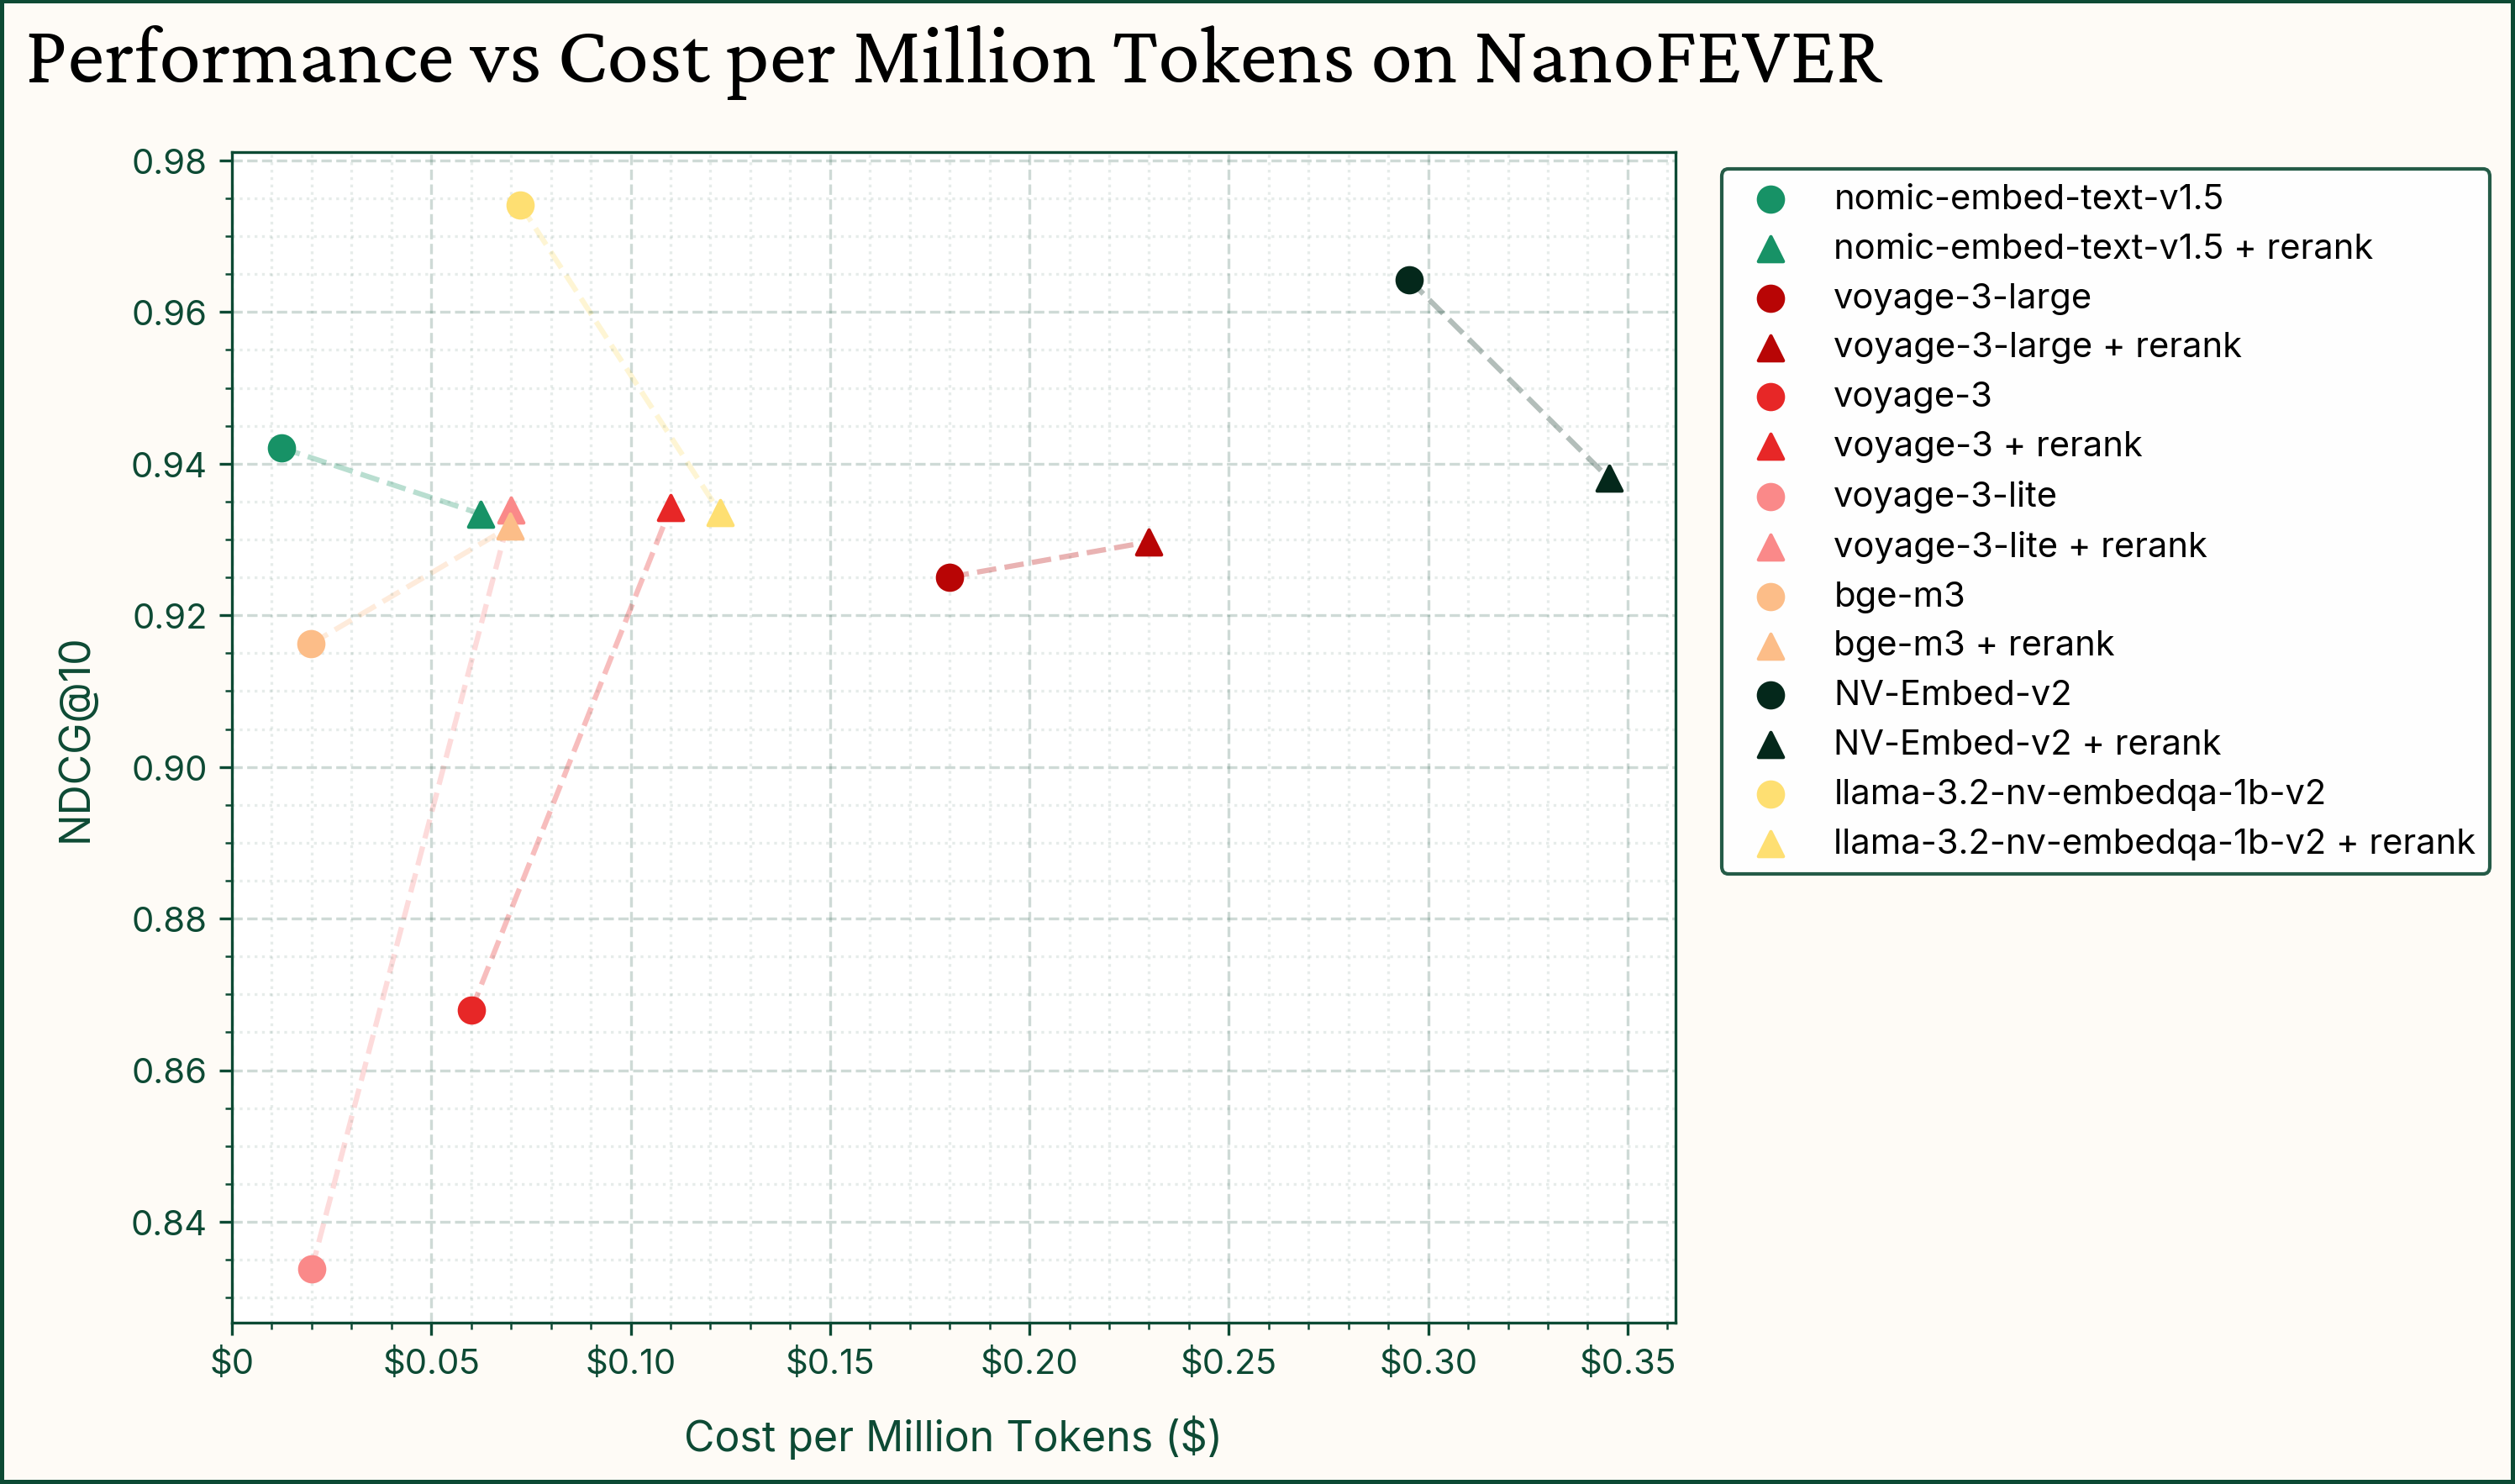 Performance vs Cost per Million Tokens on NanoFEVER
0.98
0.96
0.94
0.92
0.90
0.88
0.86
0.84
NDCG@10
$0
$0.05
$0.10
$0.15
$0.20
$0.25
$0.30
$0.35
Cost per Million Tokens ($)
nomic-embed-text-v1.5
nomic-embed-text-v1.5 + rerank
voyage-3-large
voyage-3-large + rerank
voyage-3
voyage-3 + rerank
voyage-3-lite
voyage-3-lite + rerank
bge-m3
bge-m3 + rerank
NV-Embed-v2
NV-Embed-v2 + rerank
llama-3.2-nv-embedqa-1b-v2
llama-3.2-nv-embedqa-1b-v2 + rerank